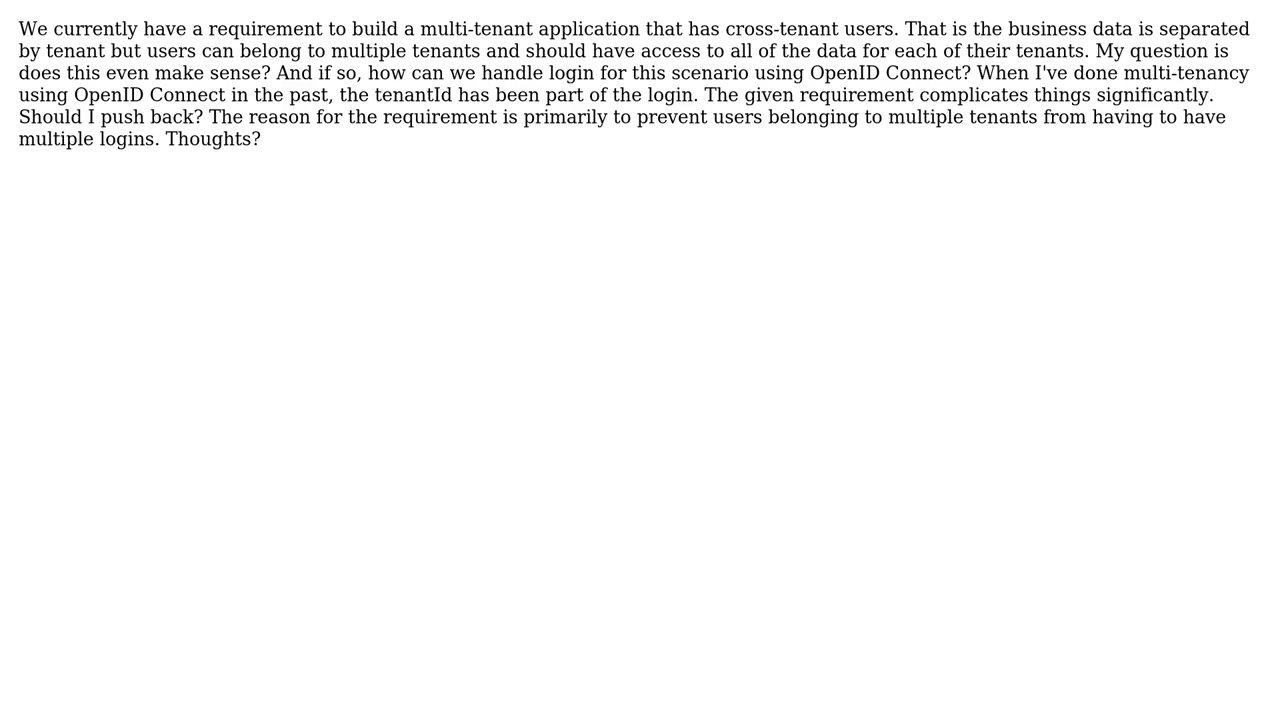 We currently have a requirement to build a multi-tenant application that has cross-tenant users. That is the business data is separated
by tenant but users can belong to multiple tenants and should have access to all of the data for each of their tenants. My question is
does this even make sense? And if so, how can we handle login for this scenario using OpenID Connect? When I've done multi-tenancy
using OpenID Connect in the past, the tenantId has been part of the login. The given requirement complicates things significantly.
Should I push back? The reason for the requirement is primarily to prevent users belonging to multiple tenants from having to have
multiple logins. Thoughts?